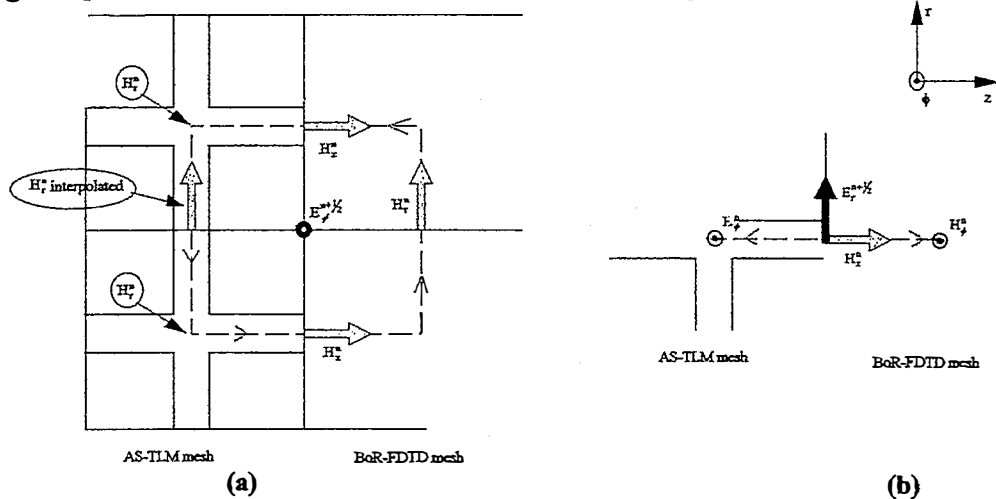 r
ϕ
z
H_r^n
H_z^n
H_r^n interpolated
E_ϕ^{n+1/2}
H_r^n
H_r^n
H_z^n
AS-TLM mesh
BoR-FDTD mesh
(a)
E_r^{n+1/2}
H_ϕ^n
H_z^n
AS-TLM mesh
BoR-FDTD mesh
(b)